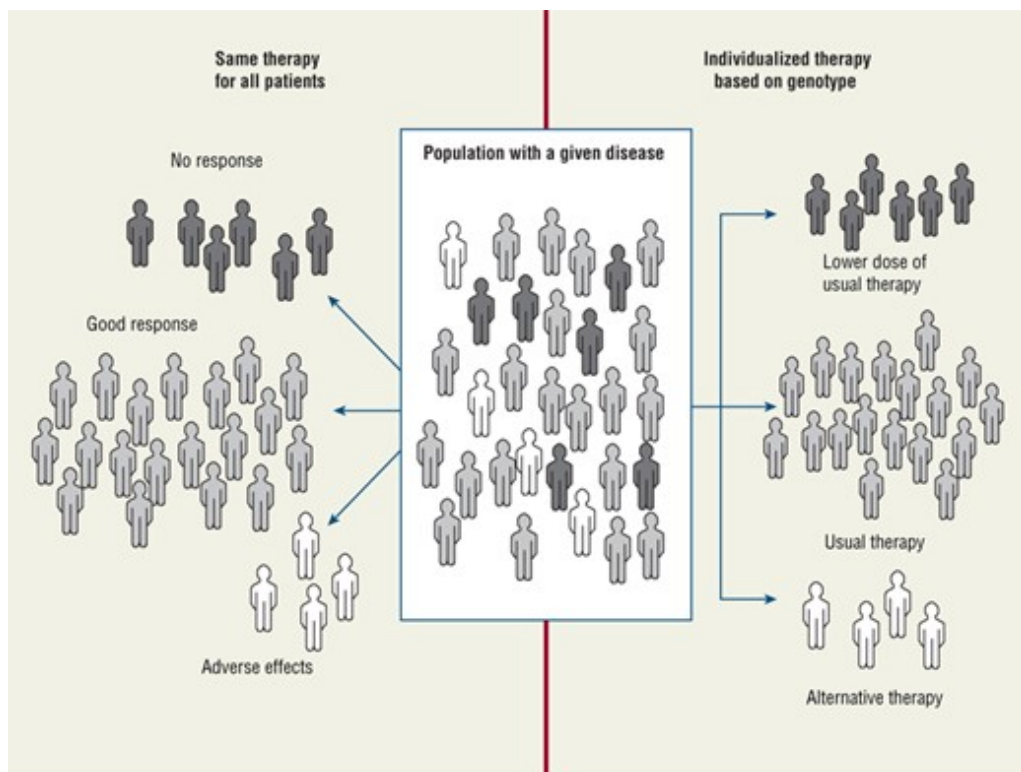 Same therapy
for all patients
Individualized therapy
based on genotype
Population with a given disease
No response
Good response
Adverse effects
Lower dose of
usual therapy
Usual therapy
Alternative therapy